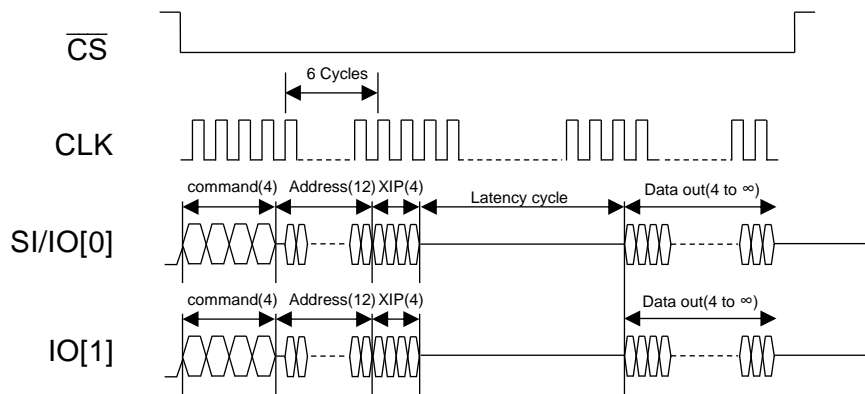 CS
6 Cycles
CLK
command(4) Address(12) XIP(4) Latency cycle Data out(4 to ∞)
SI/IO[0]
command(4) Address(12) XIP(4) Data out(4 to ∞)
IO[1]